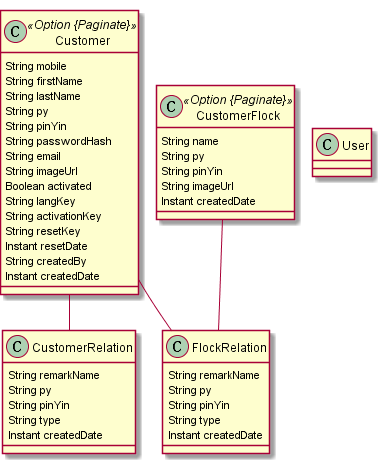 C «Option {Paginate}»
Customer
String mobile
String firstName
String lastName
String py
String pinYin
String passwordHash
String email
String imageUrl
Boolean activated
String langKey
String activationKey
String resetKey
Instant resetDate
String createdBy
Instant createdDate
C «Option {Paginate}»
CustomerFlock
String name
String py
String pinYin
String imageUrl
Instant createdDate
C User
C CustomerRelation
String remarkName
String py
String pinYin
String type
Instant createdDate
C FlockRelation
String remarkName
String py
String pinYin
String type
Instant createdDate